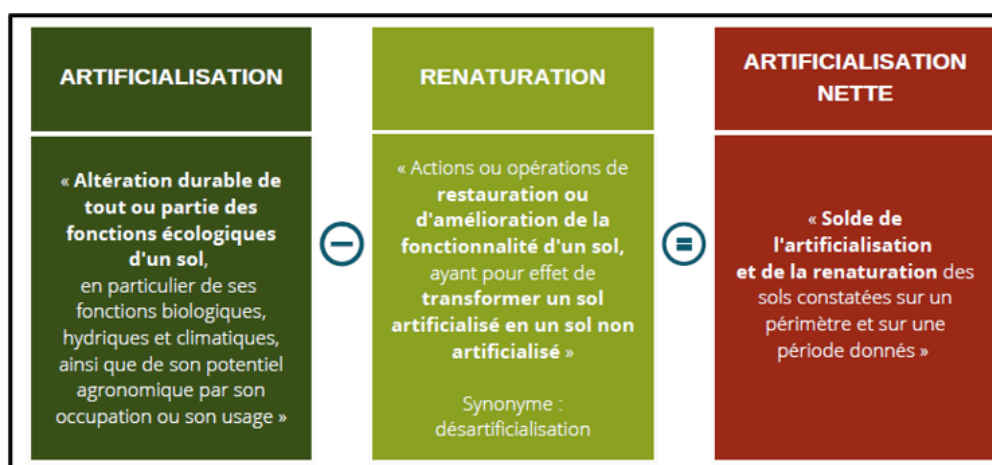 ARTIFICIALISATION
« Altération durable de
tout ou partie des
fonctions écologiques
d'un sol,
en particulier de ses
fonctions biologiques,
hydriques et climatiques,
ainsi que de son potentiel
agronomique par son
occupation ou son usage »
RENATURATION
« Actions ou opérations de
restauration ou
d'amélioration de la
fonctionnalité d'un sol,
ayant pour effet de
transformer un sol
artificialisé en un sol non
artificialisé »
Synonyme :
désartificialisation
ARTIFICIALISATION
NETTE
« Solde de
l'artificialisation
et de la renaturation des
sols constatées sur un
périmètre et sur une
période donnés »